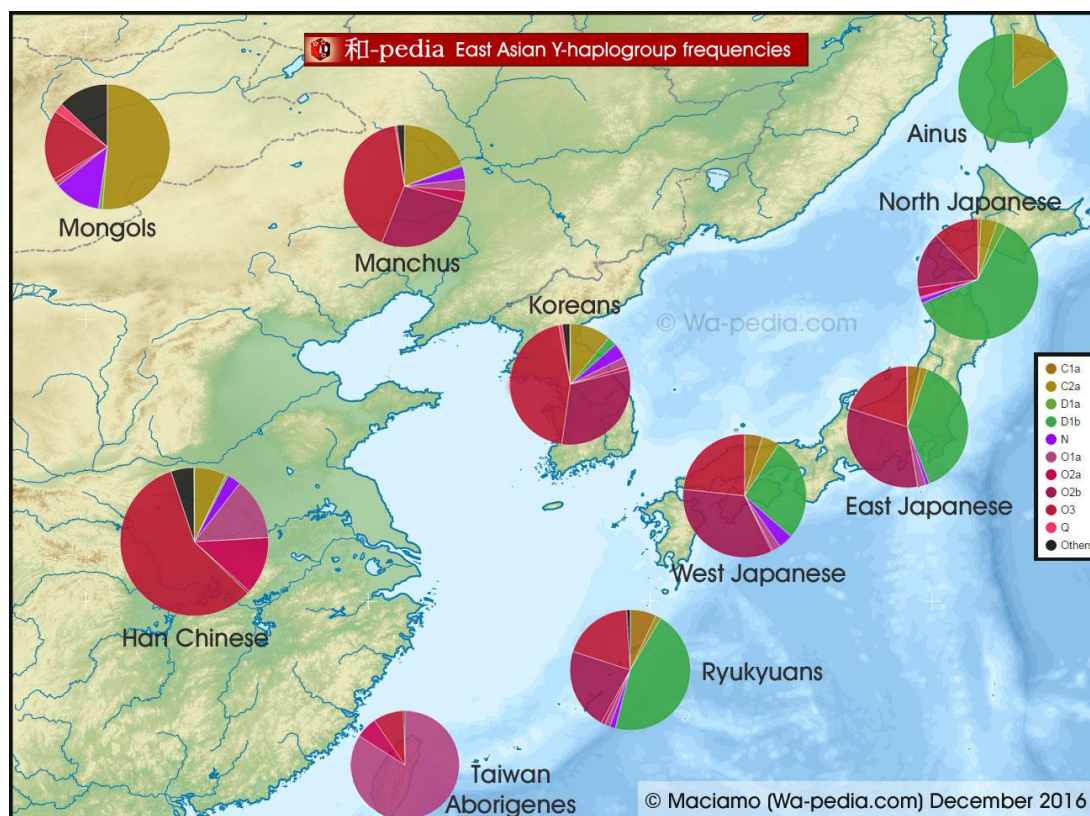 和-pedia East Asian Y-haplogroup frequencies
Ainus
North Japanese
Mongols
Manchus
Koreans
© Wa-pedia.com
C1a
C2a
D1a
D1b
N
O1a
O2a
O2b
O3
Q
Others
East Japanese
West Japanese
Han Chinese
Ryukyuans
Taiwan
Aborigenes
© Maciamo (Wa-pedia.com) December 2016